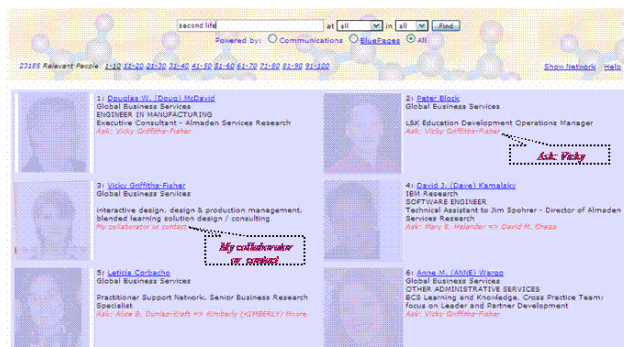 second life at all in all Find
Powered by: Communications BluePages All
23185 Relevant People: 1-10 11-20 21-30 31-40 41-50 51-60 61-70 71-80 81-90 91-100 Show Network Help
1: Douglas W. (Doug) McDavid
Global Business Services
ENGINEER IN MANUFACTURING
Executive Consultant - Almaden Services Research
Ask: Vicky Griffiths-Fisher
2: Peter Block
Global Business Services
L&K Education Development Operations Manager
Ask: Vicky Griffiths-Fisher
Ask: Vicky
3: Vicky Griffiths-Fisher
Global Business Services
interactive design, design & production management,
blended learning solution design / consulting
My collaborator or contact
My collaborator
or contact
4: David J. (Dave) Kamalsky
IBM Research
SOFTWARE ENGINEER
Technical Assistant to Jim Spohrer - Director of Almaden
Services Research
Ask: Mary E. Helander => David M. Chess
5: Leticia Corbacho
Global Business Services
Practitioner Support Network, Senior Business Research
Specialist
Ask: Alice B. Dunlap-Kraft => Kimberly (KIMBERLY) Moore
6: Anne M. (ANNE) Wargo
Global Business Services
OTHER ADMINISTRATIVE SERVICES
BCS Learning and Knowledge, Cross Practice Team:
focus on Leader and Partner Development
Ask: Vicky Griffiths-Fisher